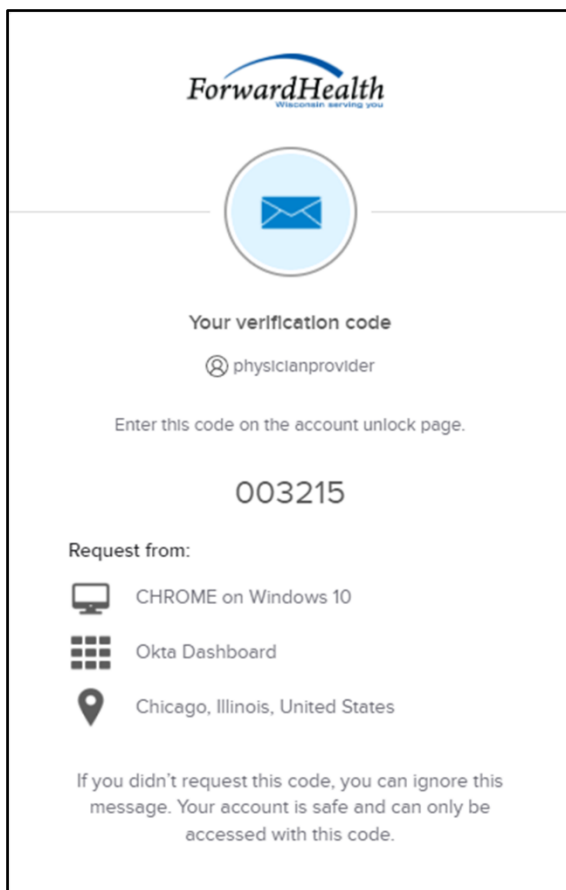 ForwardHealth
Wisconsin serving you
Your verification code
physicianprovider
Enter this code on the account unlock page.
003215
Request from:
CHROME on Windows 10
Okta Dashboard
Chicago, Illinois, United States
If you didn't request this code, you can ignore this
message. Your account is safe and can only be
accessed with this code.